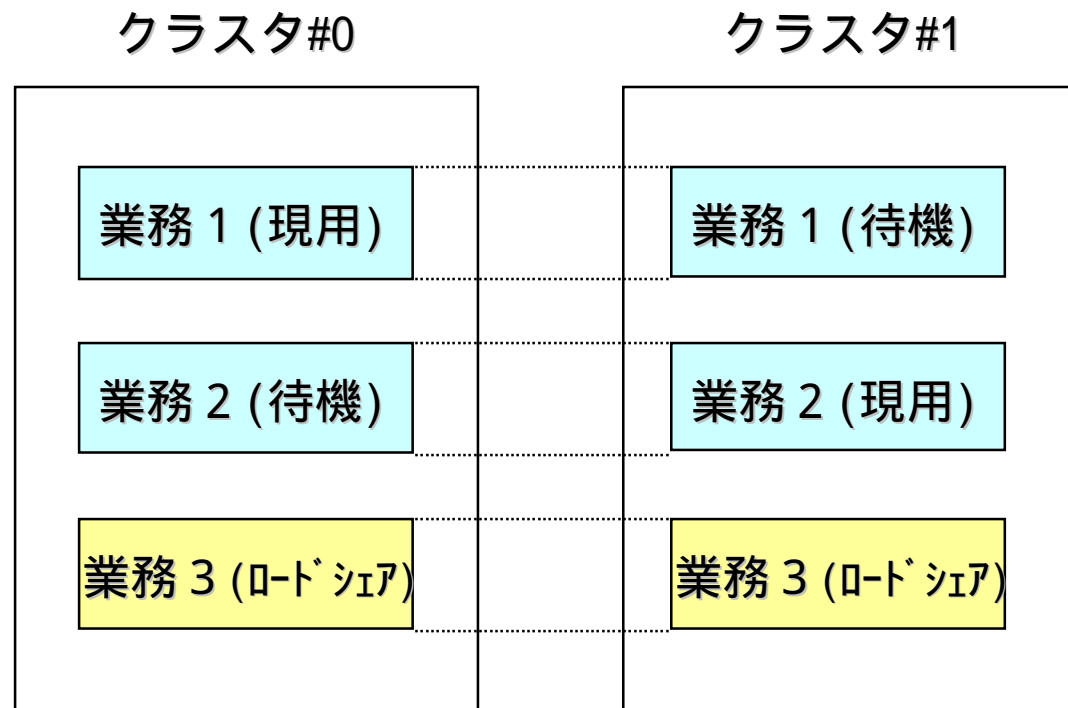 クラスタ#0
クラスタ#1
業務 1 (現用)
業務 1 (待機)
業務 2 (待機)
業務 2 (現用)
業務 3 (ﾛｰﾄﾞｼｪｱ)
業務 3 (ﾛｰﾄﾞｼｪｱ)